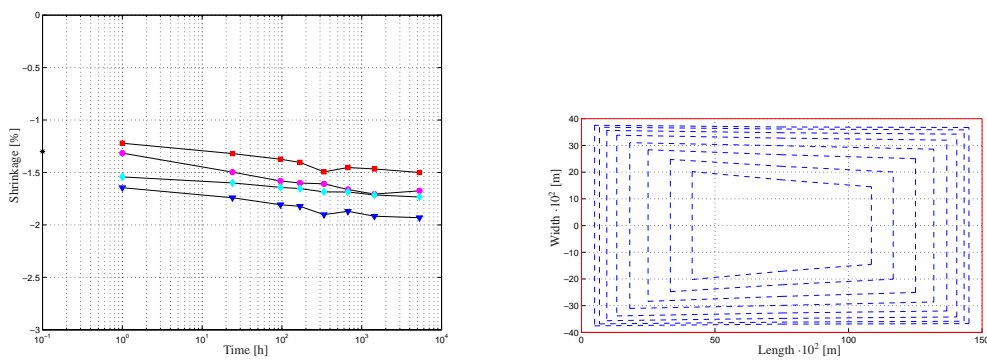 0
−0.5
−1
−1.5
−2
−2.5
−3
Shrinkage [%]
10⁻¹ 10⁰ 10¹ 10² 10³ 10⁴
Time [h]
40
30
20
10
0
−10
−20
−30
−40
Width ·10² [m]
0 50 100 150
Length ·10² [m]